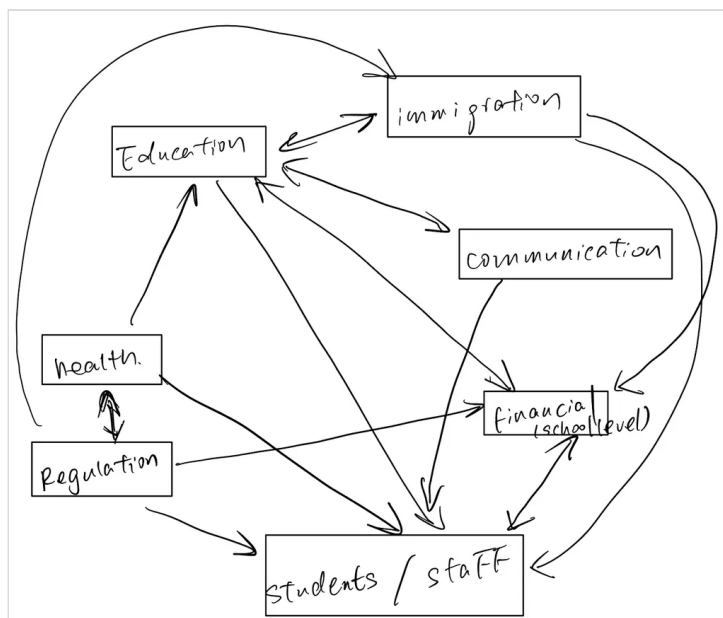 immigration
Education
communication
health.
financial
(school level)
Regulation
students / staff